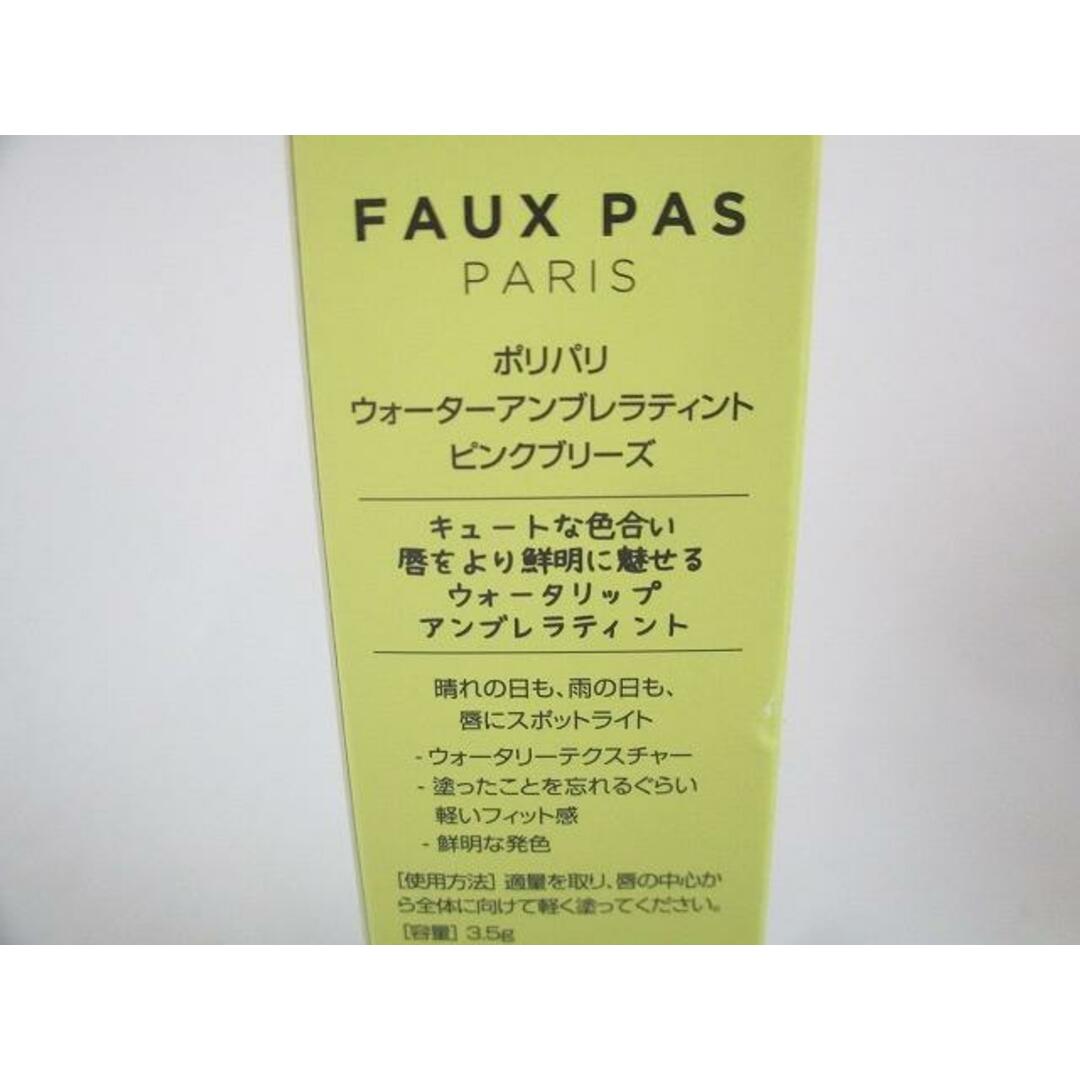 FAUX PAS
PARIS
ポリパリ
ウォーターアンブレラティント
ピンクブリーズ
キュートな色合い
唇をより鮮明に魅せる
ウォータリップ
アンブレラティント
晴れの日も、雨の日も、
唇にスポットライト
- ウォータリーテクスチャー
- 塗ったことを忘れるぐらい
軽いフィット感
- 鮮明な発色
[使用方法] 適量を取り、唇の中心か
ら全体に向けて軽く塗ってください。
[容量] 3.5g